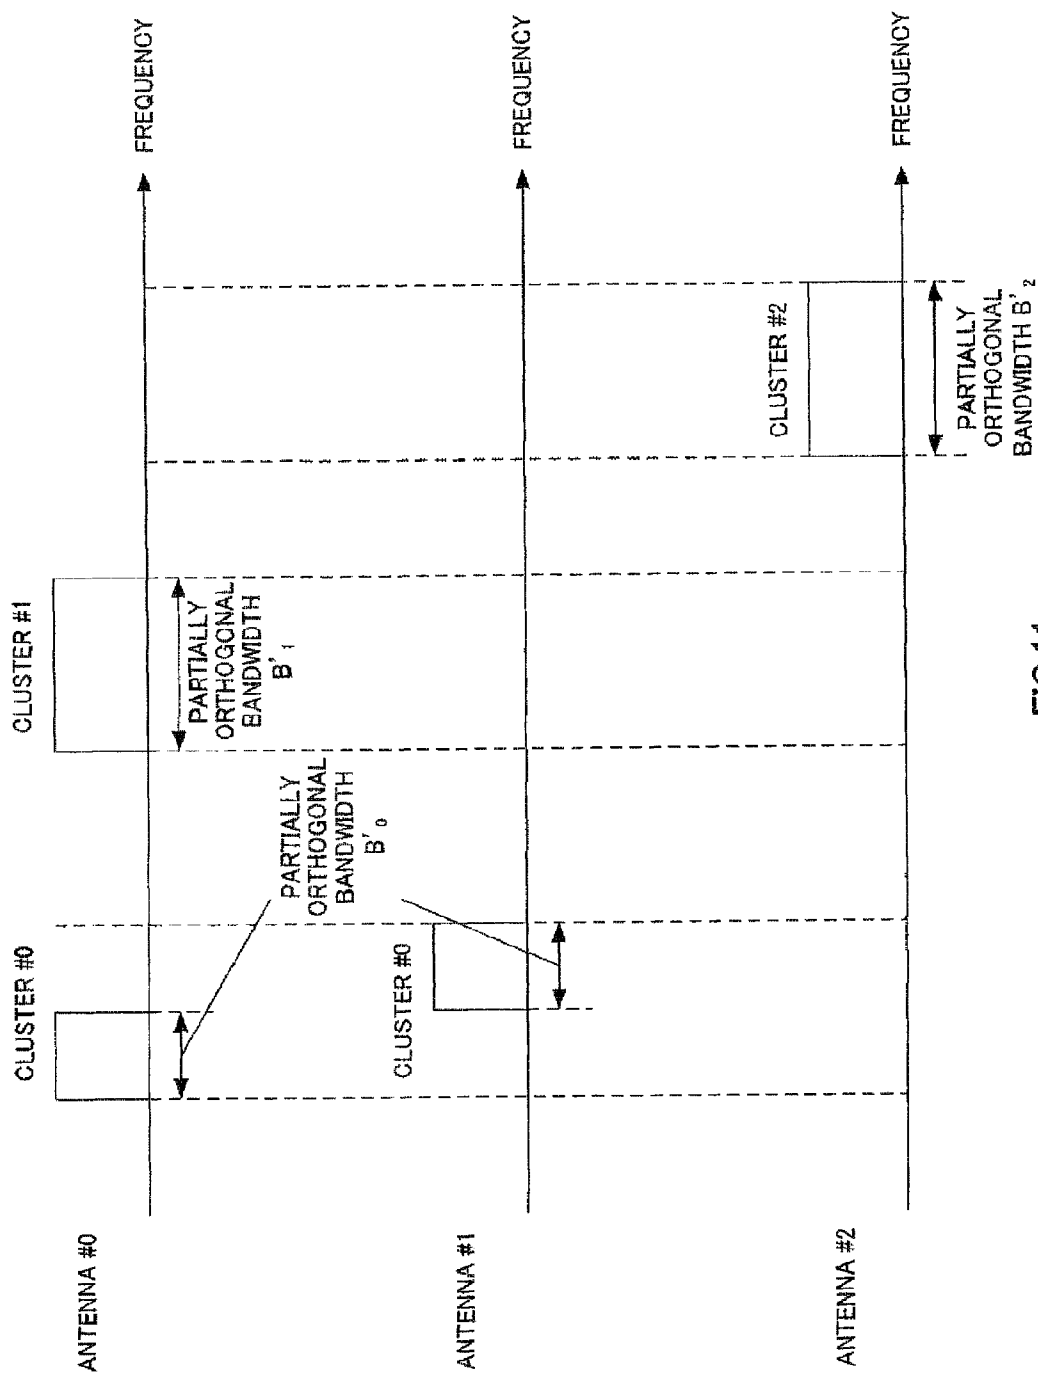 CLUSTER #0
CLUSTER #1
ANTENNA #0
FREQUENCY
PARTIALLY
ORTHOGONAL
BANDWIDTH
B'₁
PARTIALLY
ORTHOGONAL
BANDWIDTH
B'₀
CLUSTER #0
ANTENNA #1
FREQUENCY
CLUSTER #2
ANTENNA #2
FREQUENCY
PARTIALLY
ORTHOGONAL
BANDWIDTH B'₂